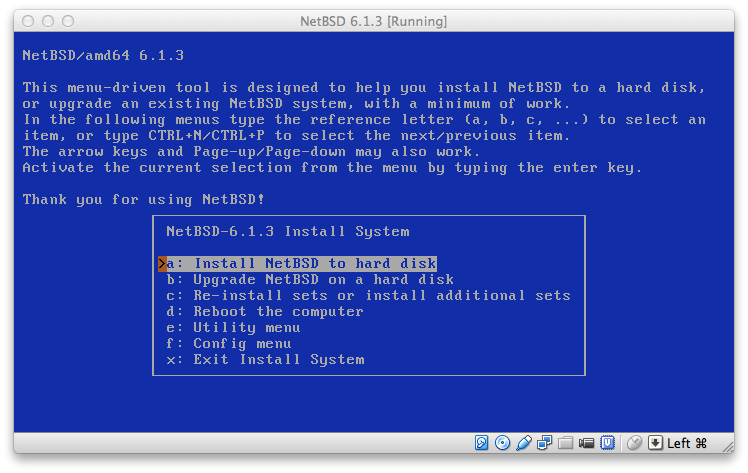 NetBSD 6.1.3 [Running]
NetBSD/amd64 6.1.3
This menu-driven tool is designed to help you install NetBSD to a hard disk,
or upgrade an existing NetBSD system, with a minimum of work.
In the following menus type the reference letter (a, b, c, ...) to select an
item, or type CTRL+N/CTRL+P to select the next/previous item.
The arrow keys and Page-up/Page-down may also work.
Activate the current selection from the menu by typing the enter key.
Thank you for using NetBSD!
NetBSD-6.1.3 Install System
>a: Install NetBSD to hard disk
b: Upgrade NetBSD on a hard disk
c: Re-install sets or install additional sets
d: Reboot the computer
e: Utility menu
f: Config menu
x: Exit Install System
Left ⌘